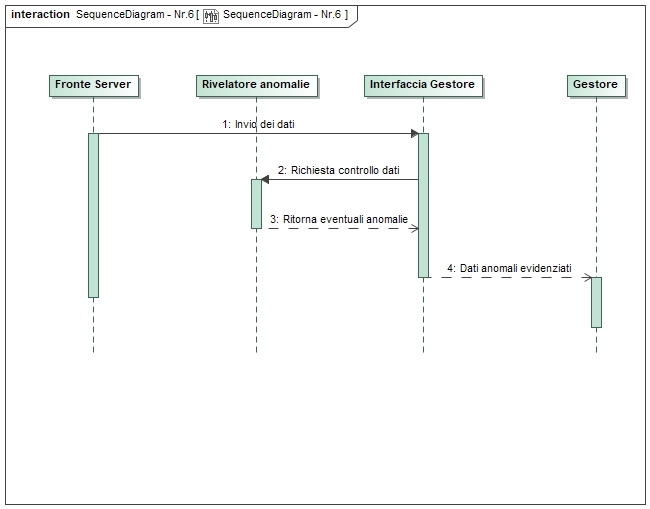 interaction SequenceDiagram - Nr.6 [ SequenceDiagram - Nr.6 ]
Fronte Server
Rivelatore anomalie
Interfaccia Gestore
Gestore
1: Invio dei dati
2: Richiesta controllo dati
3: Ritorna eventuali anomalie
4: Dati anomali evidenziati